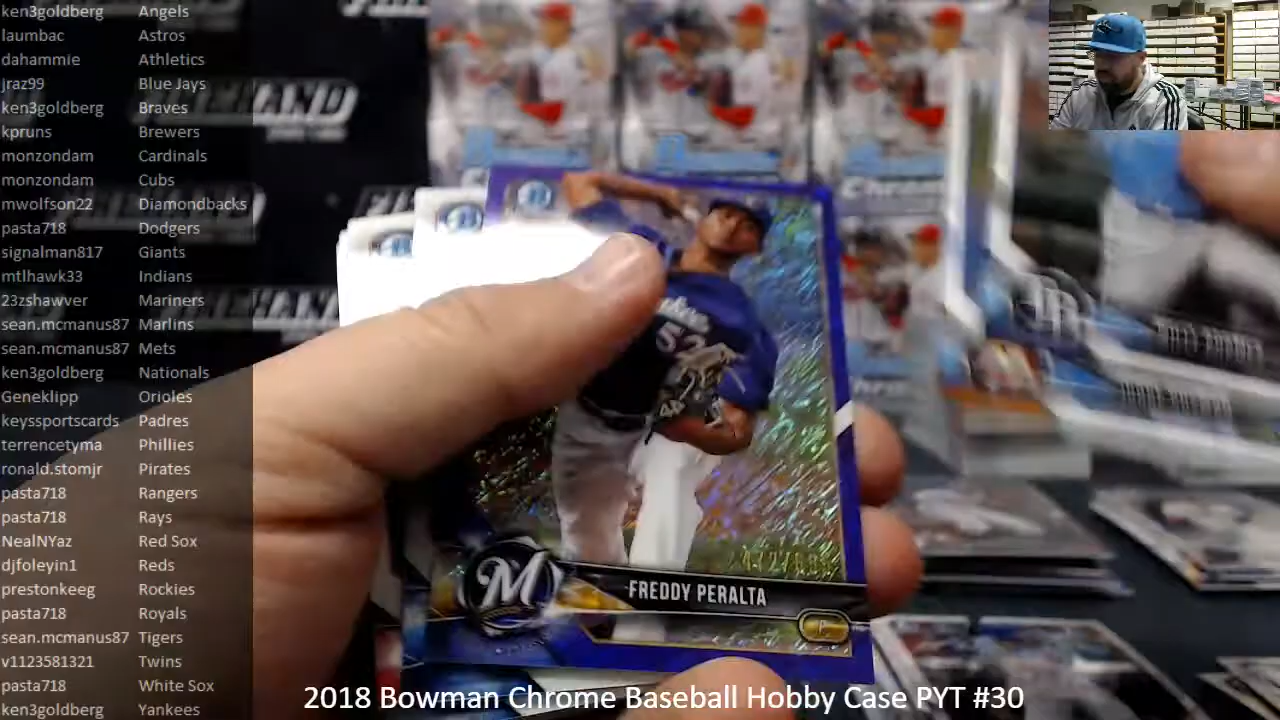 ken3goldberg Angels
laumbac Astros
dahammie Athletics
jraz99 Blue Jays
ken3goldberg Braves
kpruns Brewers
monzondam Cardinals
monzondam Cubs
mwolfson22 Diamondbacks
pasta718 Dodgers
signalman817 Giants
mtlhawk33 Indians
23zshawver Mariners
sean.mcmanus87 Marlins
sean.mcmanus87 Mets
ken3goldberg Nationals
Geneklipp Orioles
keyssportscards Padres
terrencetyma Phillies
ronald.stomjr Pirates
pasta718 Rangers
pasta718 Rays
NealNYaz Red Sox
djfoleyin1 Reds
prestonkeeg Rockies
pasta718 Royals
sean.mcmanus87 Tigers
v1123581321 Twins
pasta718 White Sox
ken3goldberg Yankees
52
M
FREDDY PERALTA
P
2018 Bowman Chrome Baseball Hobby Case PYT #30